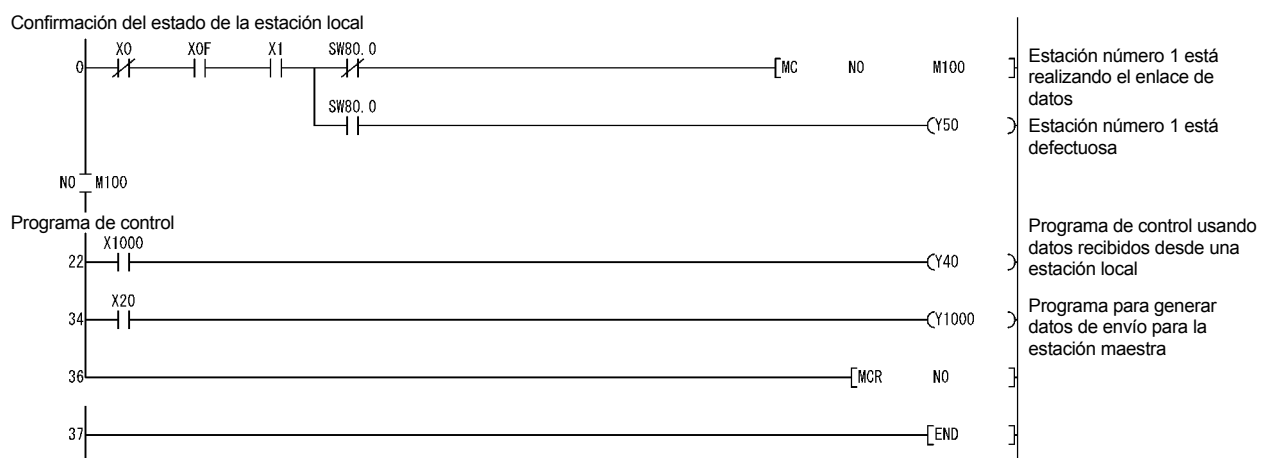 Confirmación del estado de la estación local
X0 X0F X1 SW80.0
0 [MC N0 M100 ]
Estación número 1 está
realizando el enlace de
datos
SW80.0
(Y50 )
Estación número 1 está
defectuosa
N0 M100
Programa de control
X1000
22 (Y40 )
Programa de control usando
datos recibidos desde una
estación local
X20
34 (Y1000 )
Programa para generar
datos de envío para la
estación maestra
36 [MCR N0 ]
37 [END ]